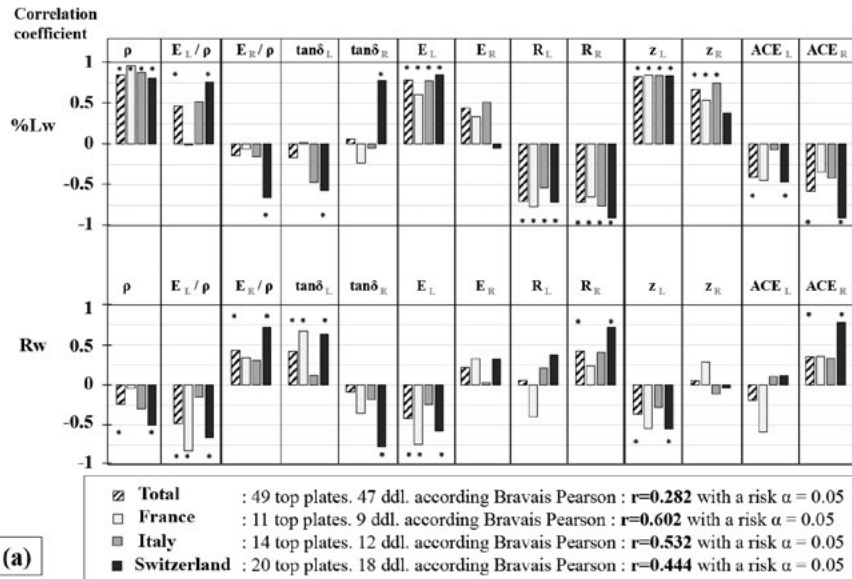 Correlation
coefficient
ρ E L / ρ E R / ρ tanδ L tanδ R E L E R R L R R z L z R ACE L ACE R
1
* * * * * * * * * * * * * * * * * * *
0.5
%Lw 0
-0.5
* * * * * * * * * * * * * *
-1
ρ E L / ρ E R / ρ tanδ L tanδ R E L E R R L R R z L z R ACE L ACE R
1
* * * * * * * * *
0.5
Rw 0
-0.5
* * * * * * * * * * * 
-1
Total : 49 top plates. 47 ddl. according Bravais Pearson : r=0.282 with a risk α = 0.05
France : 11 top plates. 9 ddl. according Bravais Pearson : r=0.602 with a risk α = 0.05
Italy : 14 top plates. 12 ddl. according Bravais Pearson : r=0.532 with a risk α = 0.05
(a) Switzerland : 20 top plates. 18 ddl. according Bravais Pearson : r=0.444 with a risk α = 0.05